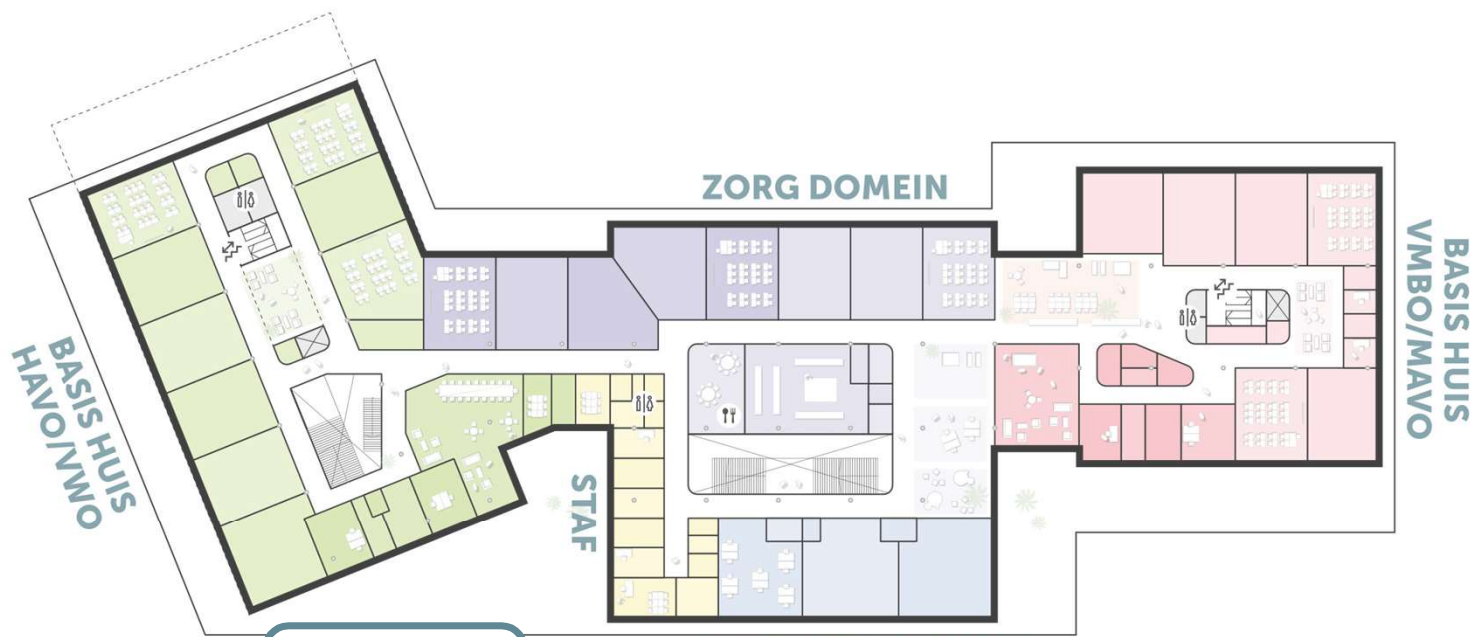 ZORG DOMEIN
BASIS HUIS
HAVO/VWO
STAF
BASIS HUIS
VMBO/MAVO